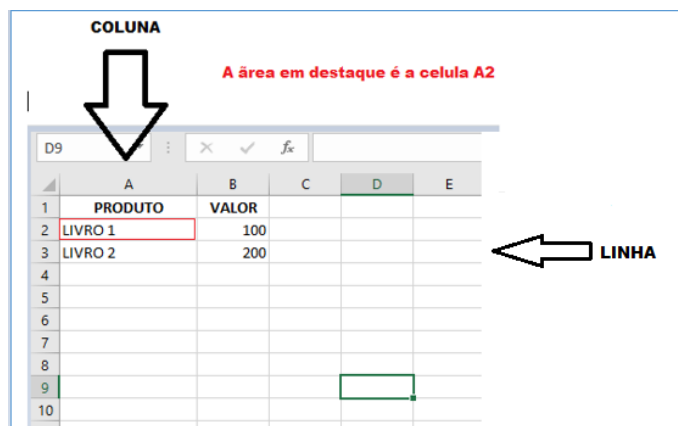 COLUNA
A ärea em destaque é a celula A2
D9 fx
A B C D E
1 PRODUTO VALOR
2 LIVRO 1 100
3 LIVRO 2 200
LINHA
4
5
6
7
8
9
10